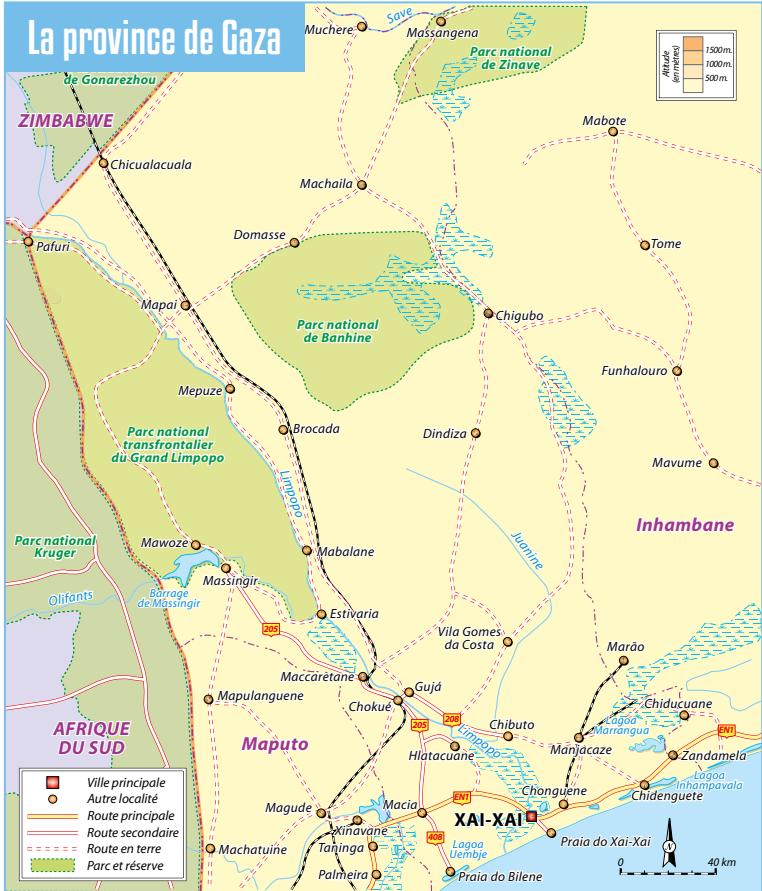 La province de Gaza
Muchere
Save
Massangena
Parc national
de Zinave
Altitude
(en mètres)
1500 m.
1000 m.
500 m.
de Gonarezhou
ZIMBABWE
Mabote
Chicualacuala
Machaila
Domasse
Pafuri
Tome
Mapai
Chigubo
Parc national
de Banhine
Funhalouro
Mepuze
Parc national
transfrontalier
du Grand Limpopo
Brocada
Dindiza
Mavume
Limpopo
Inhambane
Juanine
Parc national
Kruger
Mawoze
Mabalane
Massingir
Olifants
Barrage
de Massingir
Estivaria
205
Vila Gomes
da Costa
Marão
Maccaretane
Gujá
Mapulanguene
Chokué
Chiducuane
AFRIQUE
DU SUD
Maputo
205
208
Limpopo
Chibuto
Lagoa
Marrangua
EN1
Hlatacuane
Manjacaze
Zandamela
Lagoa
Inhampavala
Ville principale
Autre localité
Route principale
Route secondaire
Route en terre
Parc et réserve
EN1
Chonguene
Chidenguete
Magude
Macia
XAI-XAI
Xinavane
408
Praia do Xai-Xai
Machatuine
Taninga
Lagoa
Uembje
N
Palmeira
Praia do Bilene
0
40 km